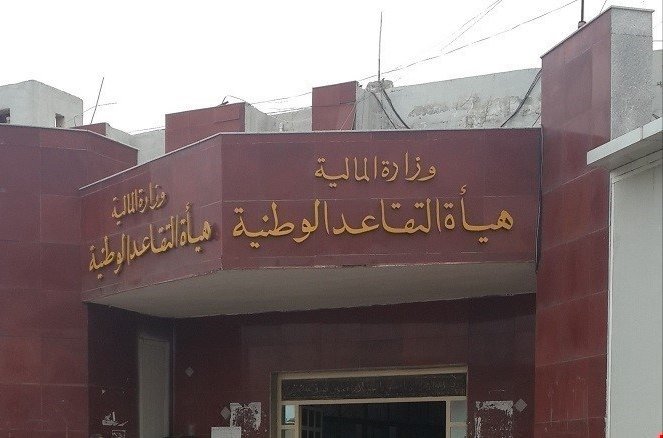 وزارة المالية
هيأة التقاعد الوطنية
وزارة المالية
هيأة التقاعد الوطنية